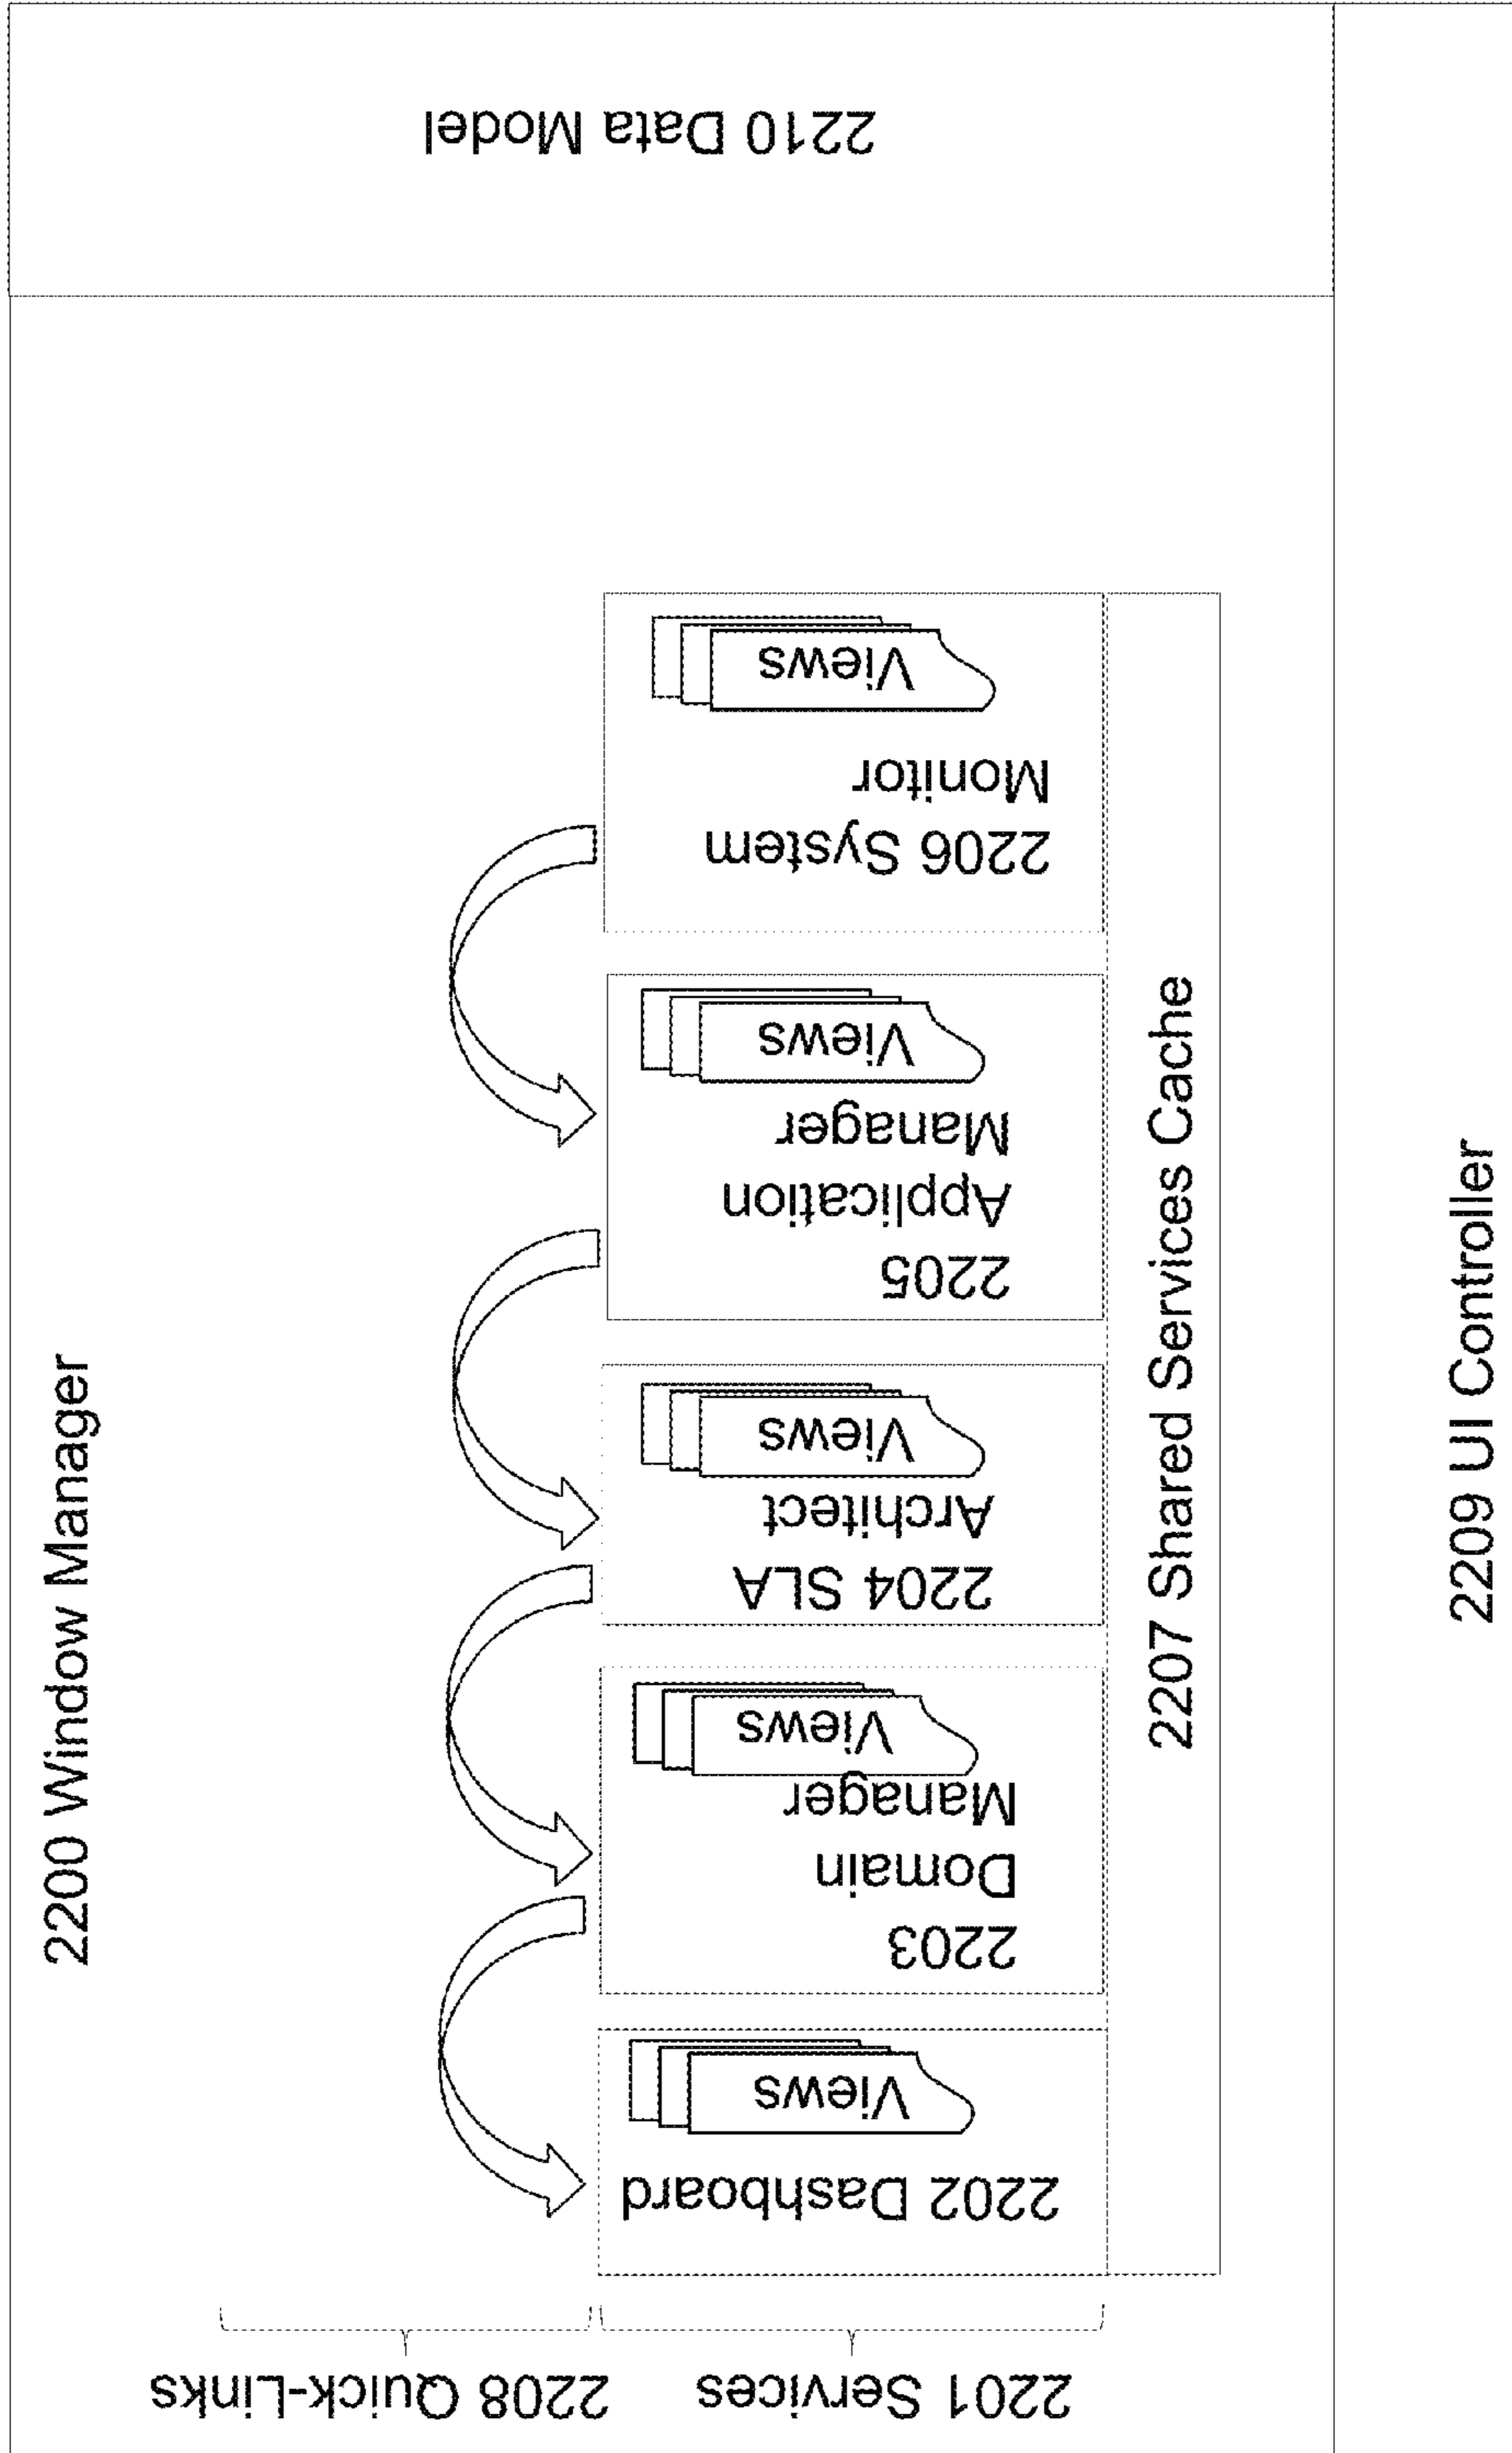 2200 Window Manager
2208 Quick-Links
2201 Services
2202 Dashboard
Views
2203
Domain
Manager
Views
2204 SLA
Architect
Views
2205
Application
Manager
Views
2206 System
Monitor
Views
2207 Shared Services Cache
2210 Data Model
2209 UI Controller